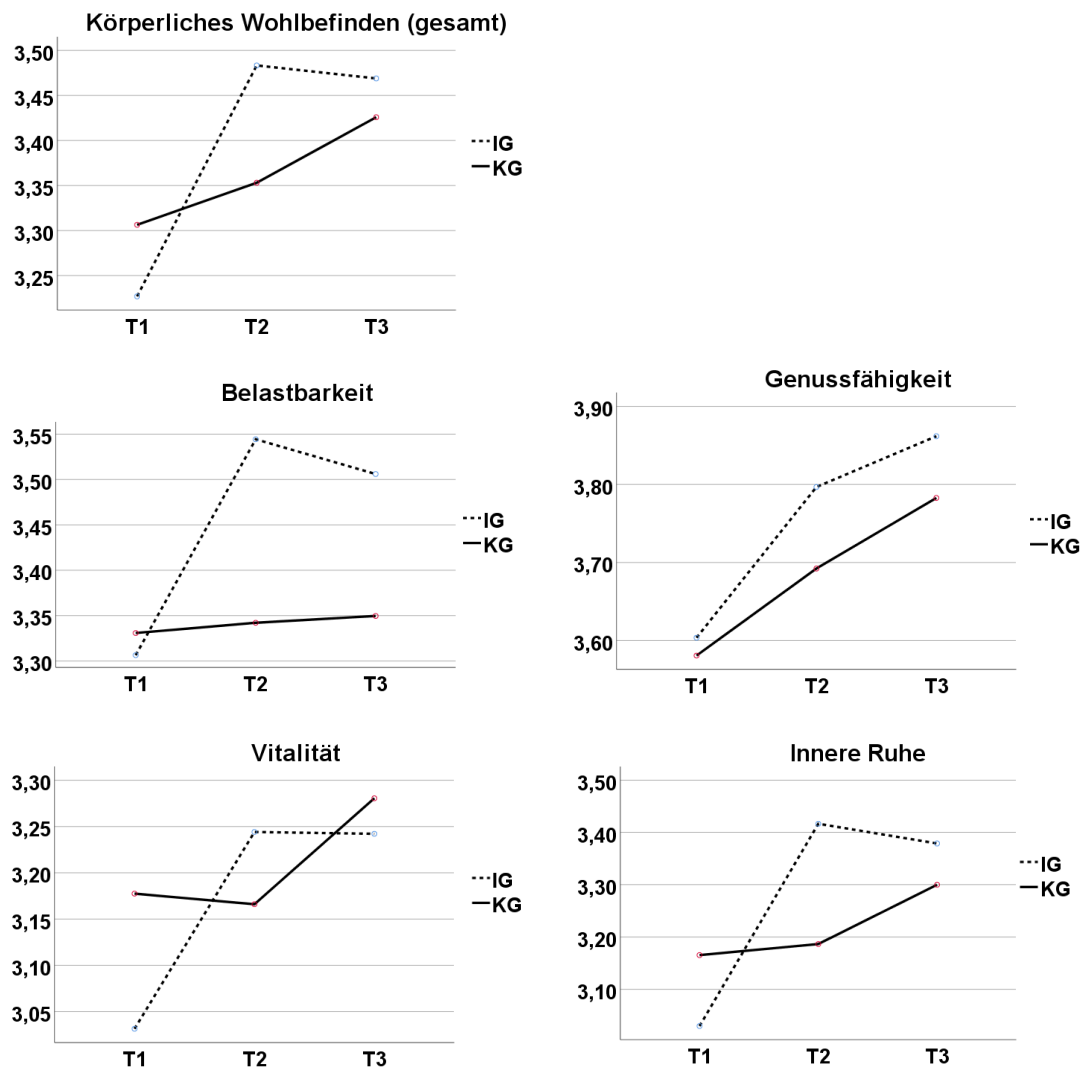 Körperliches Wohlbefinden (gesamt)
3,50
3,45
3,40
3,35
3,30
3,25
T1 T2 T3
IG
KG
Belastbarkeit
3,55
3,50
3,45
3,40
3,35
3,30
T1 T2 T3
IG
KG
Genussfähigkeit
3,90
3,80
3,70
3,60
T1 T2 T3
IG
KG
Vitalität
3,30
3,25
3,20
3,15
3,10
3,05
T1 T2 T3
IG
KG
Innere Ruhe
3,50
3,40
3,30
3,20
3,10
T1 T2 T3
IG
KG